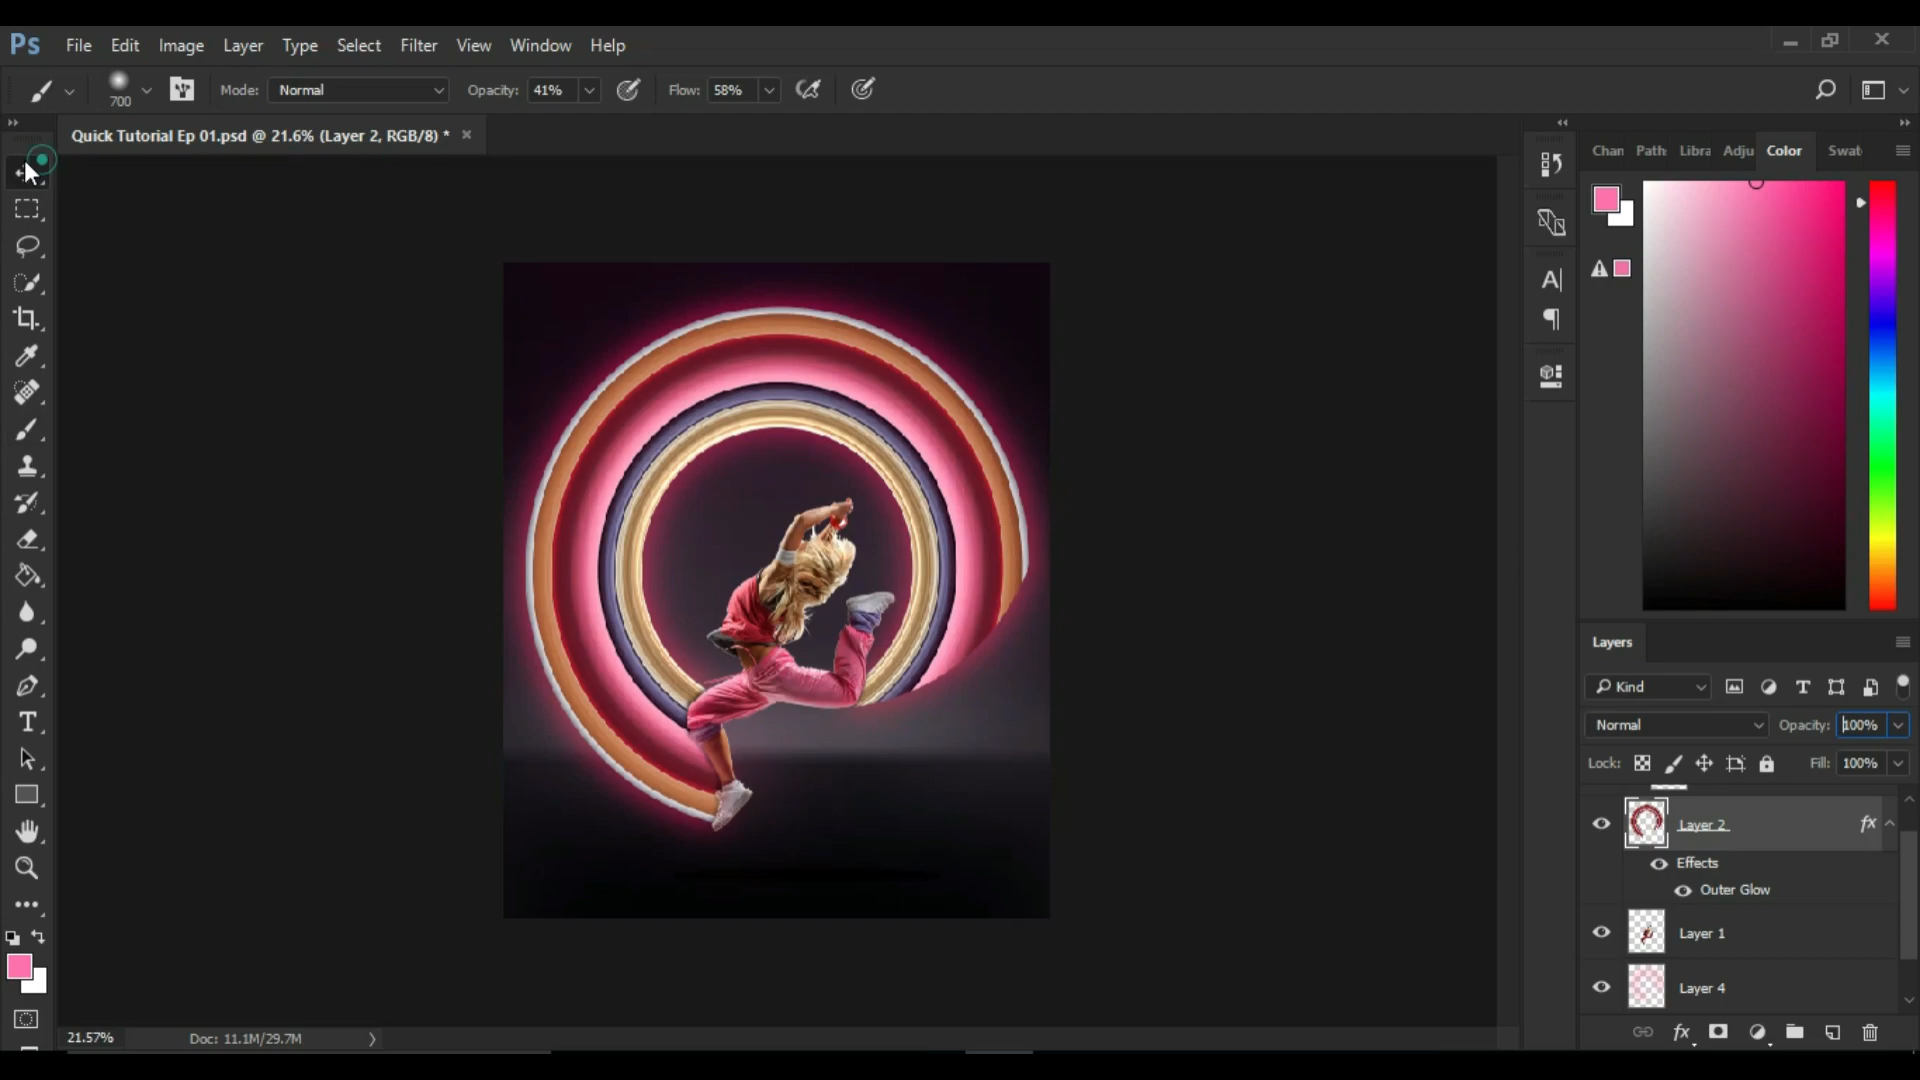 Ps File Edit Image Layer Type Select Filter View Window Help
700 Mode: Normal Opacity: 41% Flow: 58%
Quick Tutorial Ep 01.psd @ 21.6% (Layer 2, RGB/8) *
Chan Path Libra Adju Color Swat
Layers
Kind
Normal Opacity: 100%
Lock: Fill: 100%
Layer 2 fx
Effects
Outer Glow
Layer 1
Layer 4
fx
21.57% Doc: 11.1M/29.7M